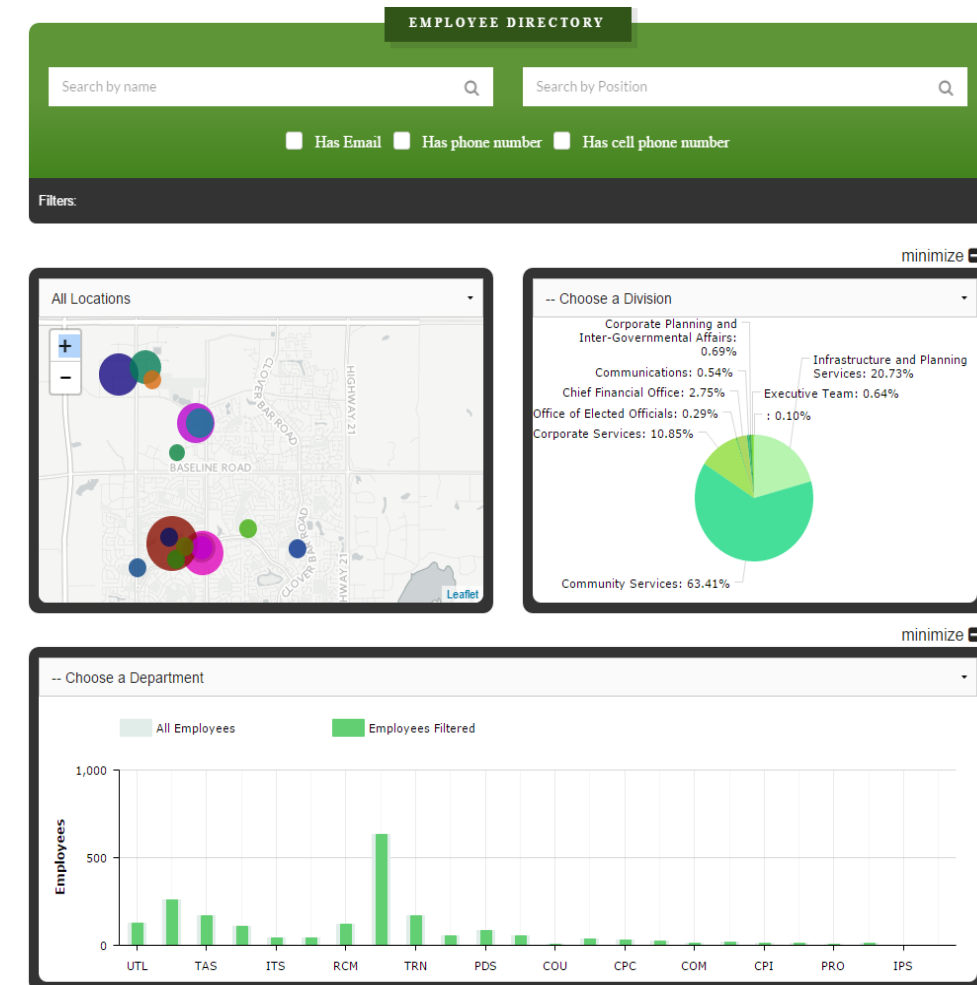 EMPLOYEE DIRECTORY
Search by name
Search by Position
Has Email
Has phone number
Has cell phone number
Filters:
minimize
All Locations
+
−
CLOVER BAR ROAD
HIGHWAY 21
BASELINE ROAD
CLOVER BAR ROAD
HWAY 21
Leaflet
-- Choose a Division
Corporate Planning and
Inter-Governmental Affairs:
0.69%
Infrastructure and Planning
Services: 20.73%
Communications: 0.54%
Chief Financial Office: 2.75%
Executive Team: 0.64%
Office of Elected Officials: 0.29%
: 0.10%
Corporate Services: 10.85%
Community Services: 63.41%
minimize
-- Choose a Department
All Employees
Employees Filtered
1,000
500
0
Employees
UTL
TAS
ITS
RCM
TRN
PDS
COU
CPC
COM
CPI
PRO
IPS